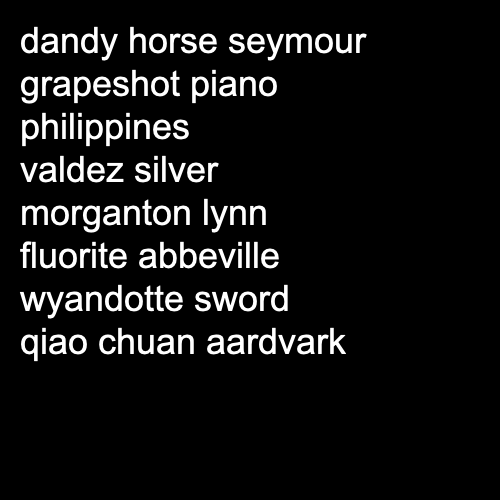 dandy horse seymour
grapeshot piano
philippines
valdez silver
morganton lynn
fluorite abbeville
wyandotte sword
qiao chuan aardvark